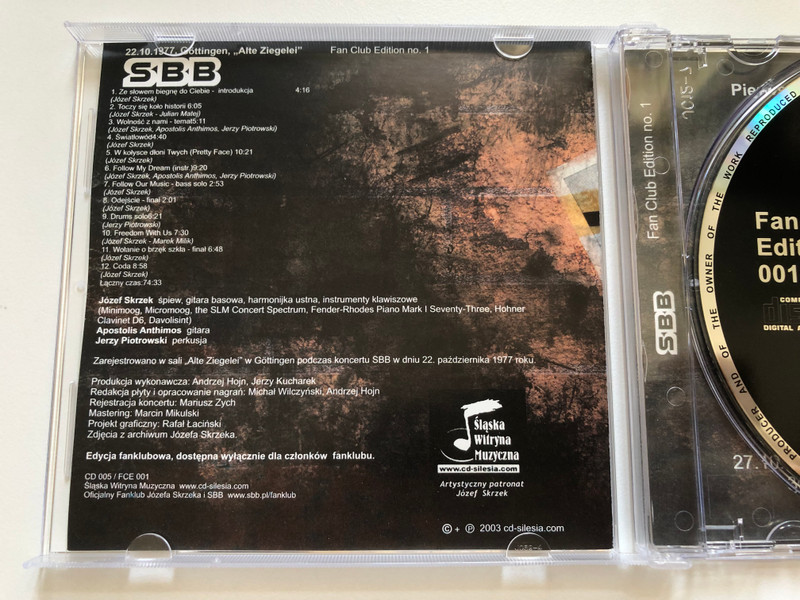 22.10.1977, Göttingen, „Alte Ziegelei” Fan Club Edition no. 1
SBB
1. Ze słowem biegnę do Ciebie - introdukcja 4:16
(Józef Skrzek)
2. Toczy się koło historii 6:05
(Józef Skrzek - Julian Matej)
3. Wolność z nami - temat5:11
(Józef Skrzek, Apostolis Anthimos, Jerzy Piotrowski)
4. Światłowód4:40
(Józef Skrzek)
5. W kołysce dłoni Twych (Pretty Face) 10:21
(Józef Skrzek)
6. Follow My Dream (instr.)9:20
(Józef Skrzek, Apostolis Anthimos, Jerzy Piotrowski)
7. Follow Our Music - bass solo 2:53
(Józef Skrzek)
8. Odejście - finał 2:01
(Józef Skrzek)
9. Drums solo6:21
(Jerzy Piotrowski)
10. Freedom With Us 7:30
(Józef Skrzek - Marek Milik)
11. Wołanie o brzęk szkła - finał 6:48
(Józef Skrzek)
12. Coda 8:58
(Józef Skrzek)
Łączny czas:74:33
Józef Skrzek śpiew, gitara basowa, harmonijka ustna, instrumenty klawiszowe
(Minimoog, Micromoog, the SLM Concert Spectrum, Fender-Rhodes Piano Mark I Seventy-Three, Hohner
Clavinet D6, Davolisint)
Apostolis Anthimos gitara
Jerzy Piotrowski perkusja
Zarejestrowano w sali „Alte Ziegelei” w Göttingen podczas koncertu SBB w dniu 22. października 1977 roku.
Produkcja wykonawcza: Andrzej Hojn, Jerzy Kucharek
Redakcja płyty i opracowanie nagrań: Michał Wilczyński, Andrzej Hojn
Rejestracja koncertu: Mariusz Zych
Mastering: Marcin Mikulski
Projekt graficzny: Rafał Łaciński
Zdjęcia z archiwum Józefa Skrzeka.
Edycja fanklubowa, dostępna wyłącznie dla członków fanklubu.
CD 005 / FCE 001
Śląska Witryna Muzyczna www.cd-silesia.com
Oficjalny Fanklub Józefa Skrzeka i SBB www.sbb.pl/fanklub
Śląska
Witryna
Muzyczna
www.cd-silesia.com
Artystyczny patronat
Józef Skrzek
© + ℗ 2003 cd-silesia.com
Fan Club Edition no. 1
SBB
PRODUCER AND OF THE OWNER OF THE WORK REPRODUCED
Fan
Edit
001
COM
DIGITAL A
27.10